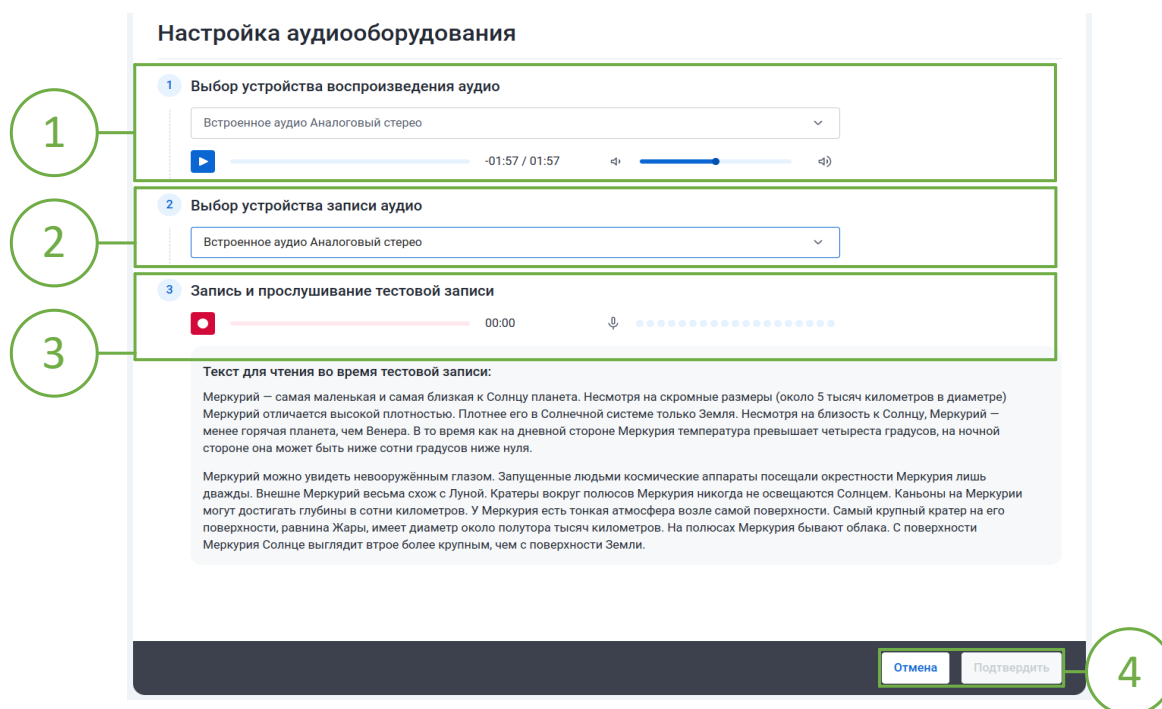 Настройка аудиооборудования
1
1 Выбор устройства воспроизведения аудио
Встроенное аудио Аналоговый стерео
-01:57 / 01:57
2
2 Выбор устройства записи аудио
Встроенное аудио Аналоговый стерео
3
3 Запись и прослушивание тестовой записи
00:00
Текст для чтения во время тестовой записи:
Меркурий — самая маленькая и самая близкая к Солнцу планета. Несмотря на скромные размеры (около 5 тысяч километров в диаметре)
Меркурий отличается высокой плотностью. Плотнее его в Солнечной системе только Земля. Несмотря на близость к Солнцу, Меркурий —
менее горячая планета, чем Венера. В то время как на дневной стороне Меркурия температура превышает четыреста градусов, на ночной
стороне она может быть ниже сотни градусов ниже нуля.
Меркурий можно увидеть невооружённым глазом. Запущенные людьми космические аппараты посещали окрестности Меркурия лишь
дважды. Внешне Меркурий весьма схож с Луной. Кратеры вокруг полюсов Меркурия никогда не освещаются Солнцем. Каньоны на Меркурии
могут достигать глубины в сотни километров. У Меркурия есть тонкая атмосфера возле самой поверхности. Самый крупный кратер на его
поверхности, равнина Жары, имеет диаметр около полутора тысяч километров. На полюсах Меркурия бывают облака. С поверхности
Меркурия Солнце выглядит втрое более крупным, чем с поверхности Земли.
Отмена Подтвердить
4